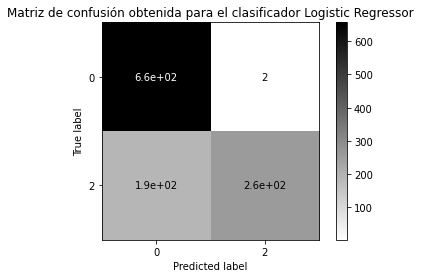 Matriz de confusión obtenida para el clasificador Logistic Regressor
0
6.6e+02
2
2
1.9e+02
2.6e+02
True label
0
2
Predicted label
600
500
400
300
200
100